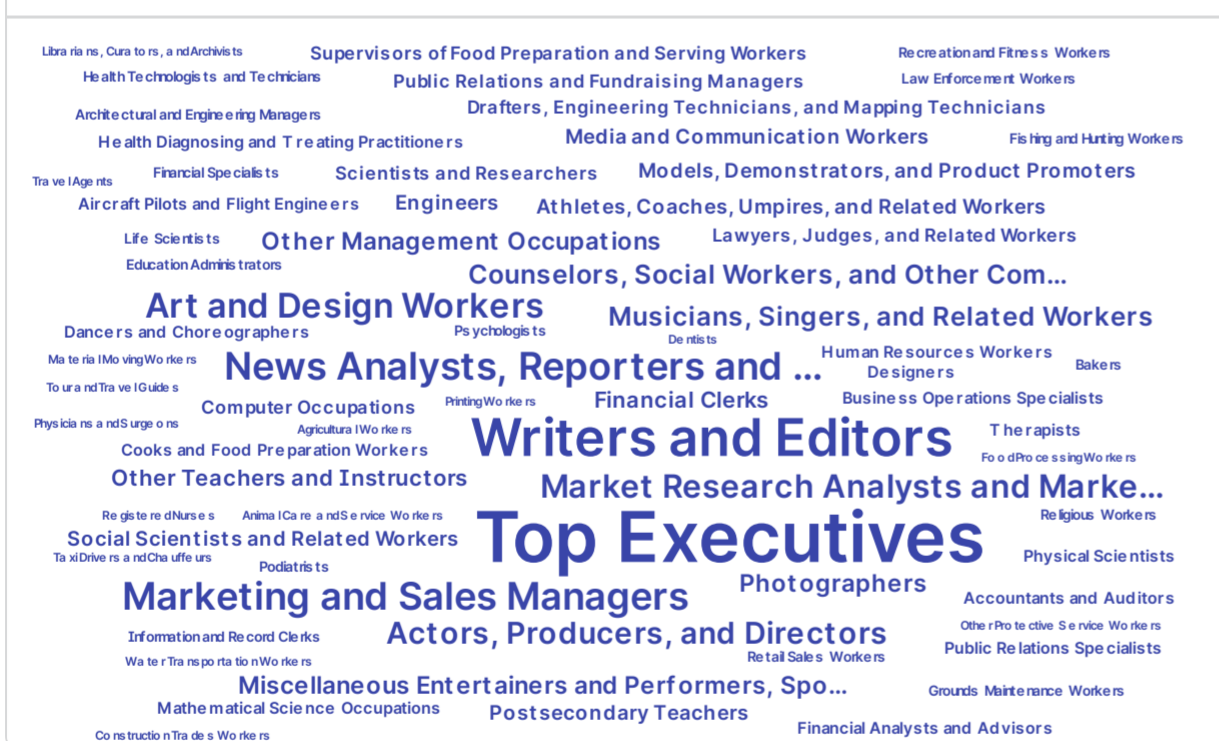 Librarians, Curators, and Archivists
Supervisors of Food Preparation and Serving Workers
Recreation and Fitness Workers
Health Technologists and Technicians
Public Relations and Fundraising Managers
Law Enforcement Workers
Architectural and Engineering Managers
Drafters, Engineering Technicians, and Mapping Technicians
Health Diagnosing and Treating Practitioners
Media and Communication Workers
Fishing and Hunting Workers
Travel Agents
Financial Specialists
Scientists and Researchers
Models, Demonstrators, and Product Promoters
Aircraft Pilots and Flight Engineers
Engineers
Athletes, Coaches, Umpires, and Related Workers
Life Scientists
Other Management Occupations
Lawyers, Judges, and Related Workers
Education Administrators
Counselors, Social Workers, and Other Com...
Art and Design Workers
Musicians, Singers, and Related Workers
Dancers and Choreographers
Psychologists
Dentists
Material Moving Workers
News Analysts, Reporters and ...
Human Resources Workers
Designers
Bakers
Tour and Travel Guides
Computer Occupations
Printing Workers
Financial Clerks
Business Operations Specialists
Physicians and Surgeons
Agricultural Workers
Writers and Editors
Therapists
Cooks and Food Preparation Workers
Food Processing Workers
Other Teachers and Instructors
Market Research Analysts and Marke...
Registered Nurses
Animal Care and Service Workers
Religious Workers
Social Scientists and Related Workers
Top Executives
Taxi Drivers and Chauffeurs
Podiatrists
Physical Scientists
Photographers
Marketing and Sales Managers
Accountants and Auditors
Information and Record Clerks
Actors, Producers, and Directors
Other Protective Service Workers
Water Transportation Workers
Retail Sales Workers
Public Relations Specialists
Miscellaneous Entertainers and Performers, Spo...
Grounds Maintenance Workers
Mathematical Science Occupations
Postsecondary Teachers
Financial Analysts and Advisors
Construction Trades Workers